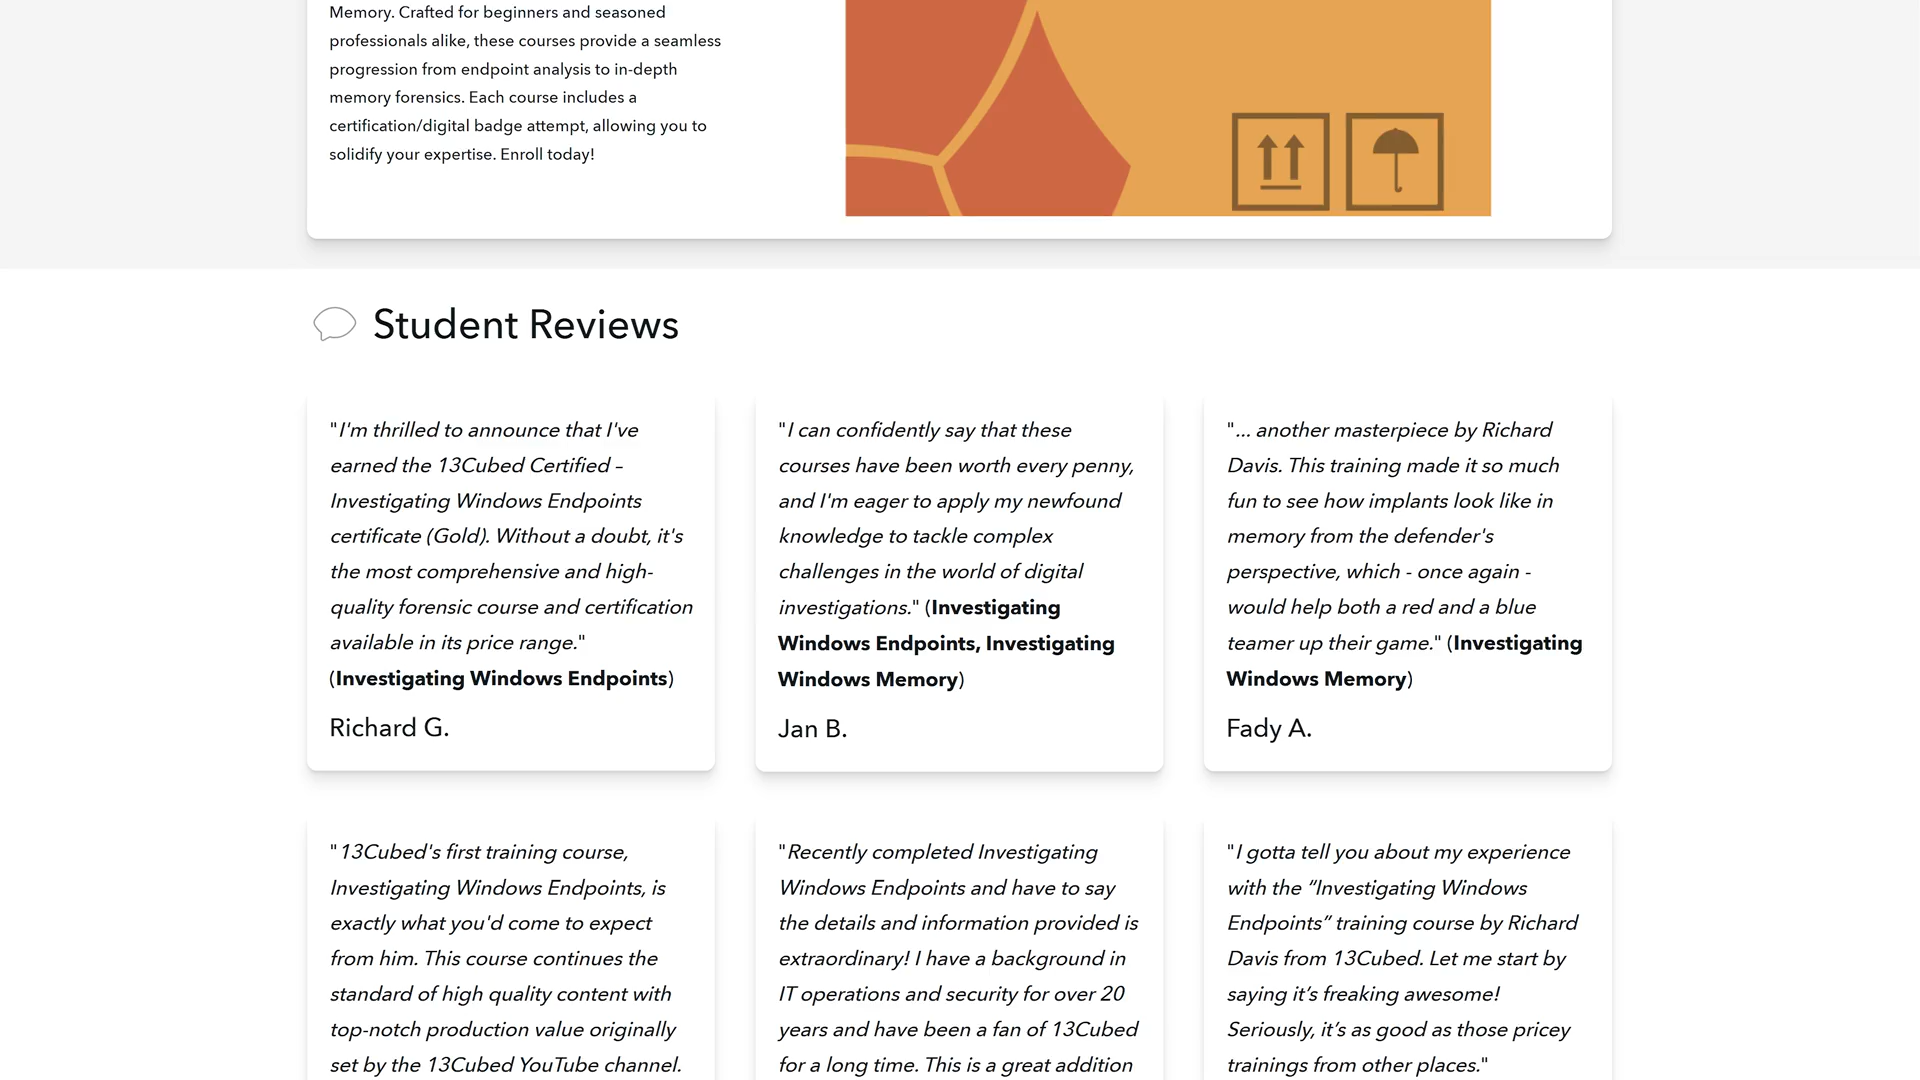 Memory. Crafted for beginners and seasoned
professionals alike, these courses provide a seamless
progression from endpoint analysis to in-depth
memory forensics. Each course includes a
certification/digital badge attempt, allowing you to
solidify your expertise. Enroll today!
Student Reviews
"I'm thrilled to announce that I've
earned the 13Cubed Certified –
Investigating Windows Endpoints
certificate (Gold). Without a doubt, it's
the most comprehensive and high-
quality forensic course and certification
available in its price range."
(Investigating Windows Endpoints)
Richard G.
"I can confidently say that these
courses have been worth every penny,
and I'm eager to apply my newfound
knowledge to tackle complex
challenges in the world of digital
investigations." (Investigating
Windows Endpoints, Investigating
Windows Memory)
Jan B.
"... another masterpiece by Richard
Davis. This training made it so much
fun to see how implants look like in
memory from the defender's
perspective, which - once again -
would help both a red and a blue
teamer up their game." (Investigating
Windows Memory)
Fady A.
"13Cubed's first training course,
Investigating Windows Endpoints, is
exactly what you'd come to expect
from him. This course continues the
standard of high quality content with
top-notch production value originally
set by the 13Cubed YouTube channel.
"Recently completed Investigating
Windows Endpoints and have to say
the details and information provided is
extraordinary! I have a background in
IT operations and security for over 20
years and have been a fan of 13Cubed
for a long time. This is a great addition
"I gotta tell you about my experience
with the “Investigating Windows
Endpoints” training course by Richard
Davis from 13Cubed. Let me start by
saying it’s freaking awesome!
Seriously, it’s as good as those pricey
trainings from other places."